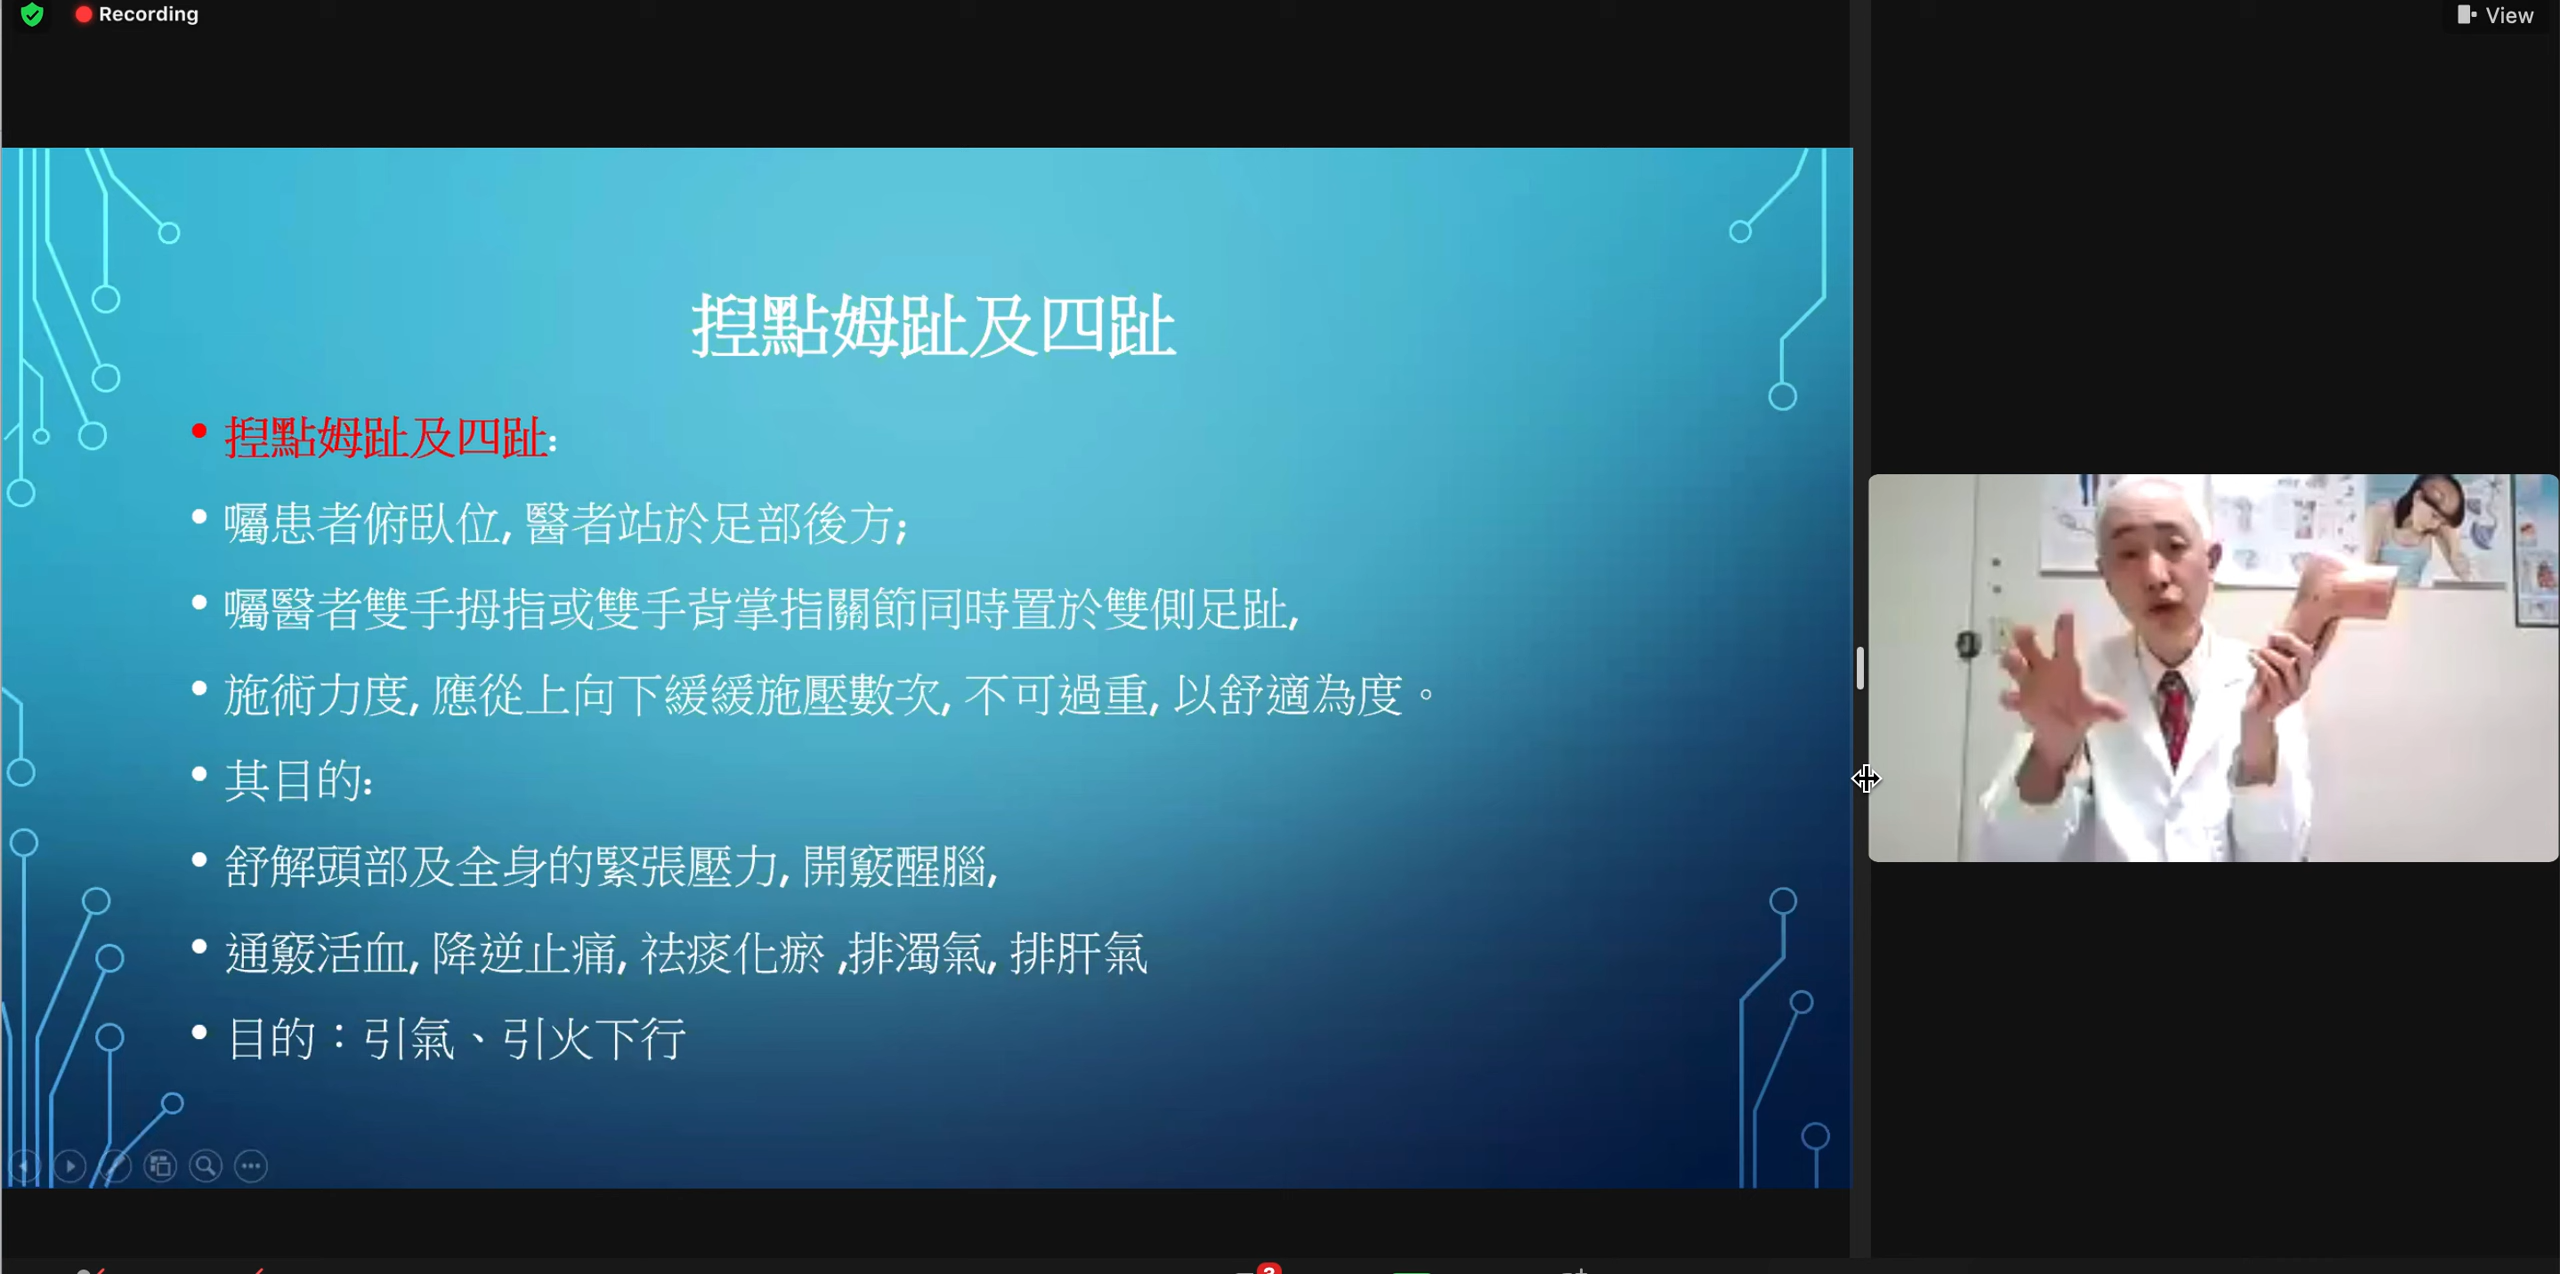 Recording
View
揑點姆趾及四趾
• 揑點姆趾及四趾:
• 囑患者俯臥位, 醫者站於足部後方;
• 囑醫者雙手拇指或雙手背掌指關節同時置於雙側足趾,
• 施術力度, 應從上向下緩緩施壓數次, 不可過重, 以舒適為度。
• 其目的:
• 舒解頭部及全身的緊張壓力, 開竅醒腦,
• 通竅活血, 降逆止痛, 祛痰化瘀 ,排濁氣, 排肝氣
• 目的：引氣、引火下行